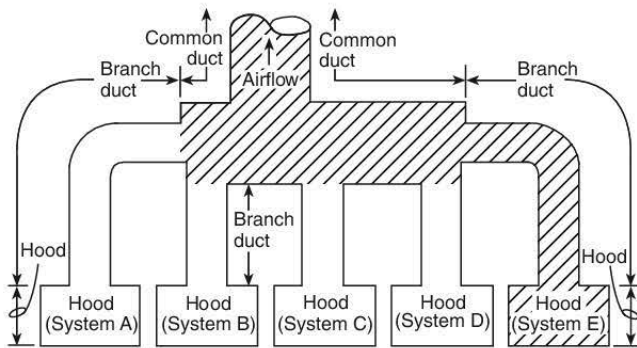 Common
duct
Common
duct
Branch
duct
Airflow
Branch
duct
Branch
duct
Hood
Hood
Hood
(System A)
Hood
(System B)
Hood
(System C)
Hood
(System D)
Hood
(System E)